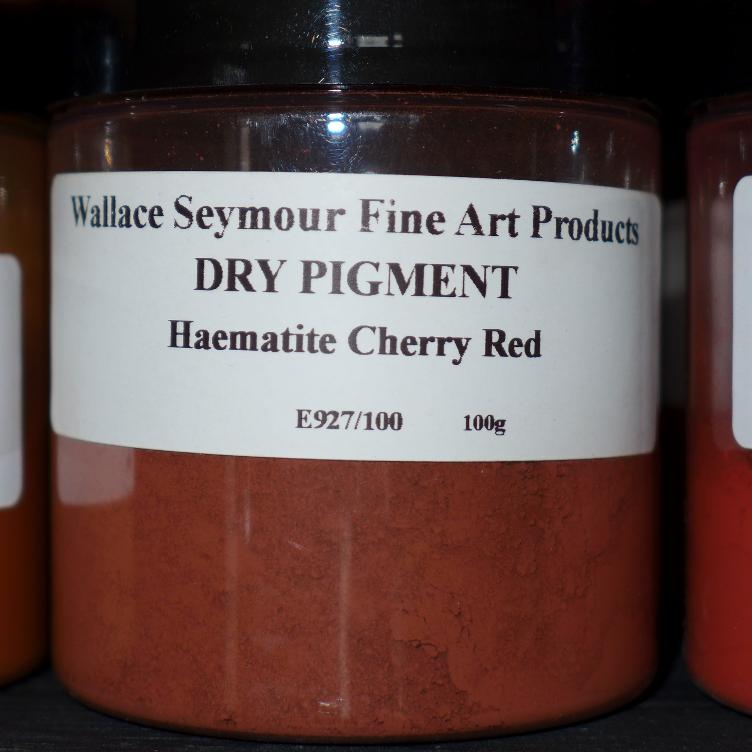 Wallace Seymour Fine Art Products
DRY PIGMENT
Haematite Cherry Red
E927/100 100g